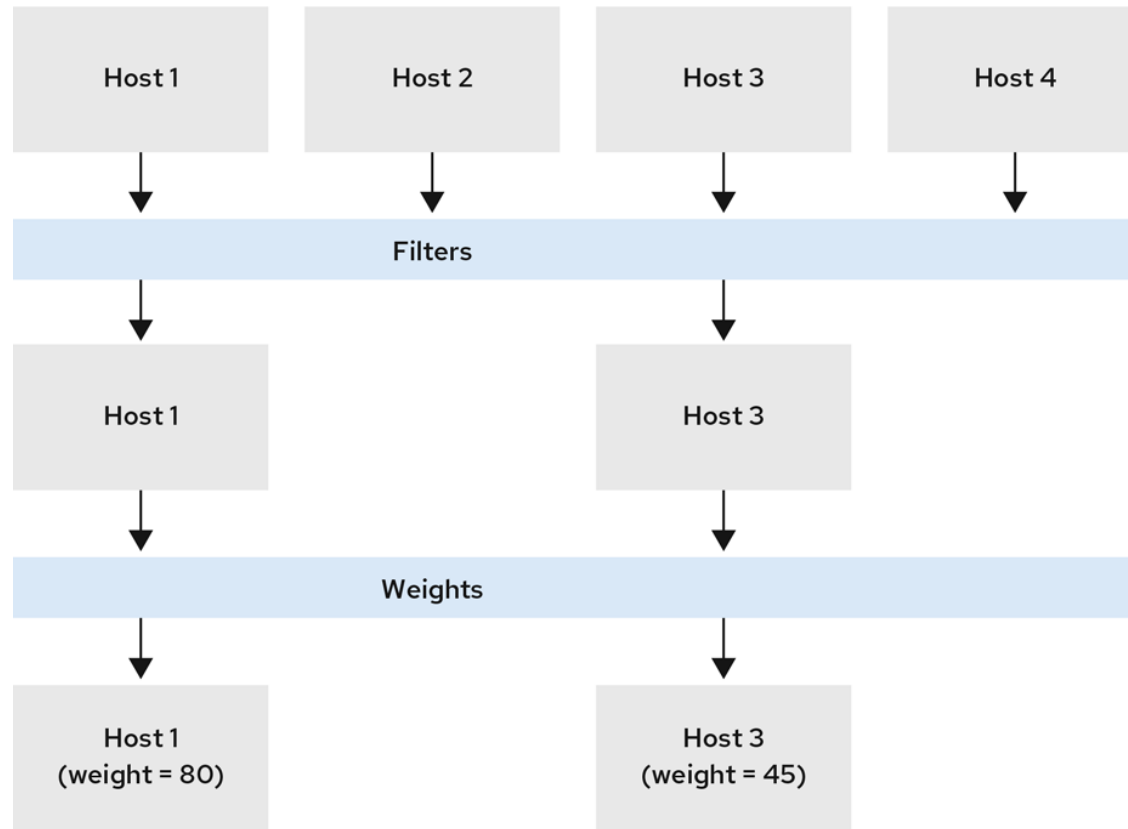 Host 1
Host 2
Host 3
Host 4
Filters
Host 1
Host 3
Weights
Host 1
(weight = 80)
Host 3
(weight = 45)